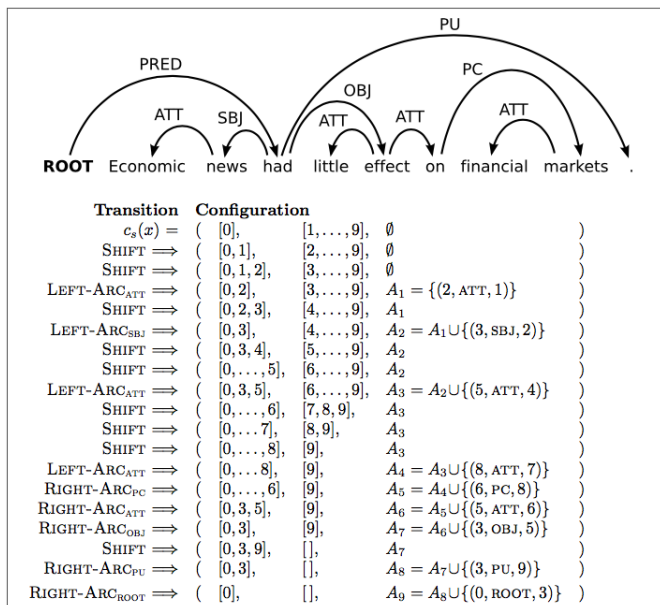 PU
PRED
PC
OBJ
ATT SBJ ATT ATT ATT
ROOT Economic news had little effect on financial markets .
Transition Configuration
c_s(x) = ( [0], [1,...,9], ∅ )
SHIFT ⟹ ( [0,1], [2,...,9], ∅ )
SHIFT ⟹ ( [0,1,2], [3,...,9], ∅ )
LEFT-ARC_ATT ⟹ ( [0,2], [3,...,9], A_1 = {(2, ATT, 1)} )
SHIFT ⟹ ( [0,2,3], [4,...,9], A_1 )
LEFT-ARC_SBJ ⟹ ( [0,3], [4,...,9], A_2 = A_1∪{(3, SBJ, 2)} )
SHIFT ⟹ ( [0,3,4], [5,...,9], A_2 )
SHIFT ⟹ ( [0,...,5], [6,...,9], A_2 )
LEFT-ARC_ATT ⟹ ( [0,3,5], [6,...,9], A_3 = A_2∪{(5, ATT, 4)} )
SHIFT ⟹ ( [0,...,6], [7,8,9], A_3 )
SHIFT ⟹ ( [0,...7], [8,9], A_3 )
SHIFT ⟹ ( [0,...,8], [9], A_3 )
LEFT-ARC_ATT ⟹ ( [0,...8], [9], A_4 = A_3∪{(8, ATT, 7)} )
RIGHT-ARC_PC ⟹ ( [0,...,6], [9], A_5 = A_4∪{(6, PC, 8)} )
RIGHT-ARC_ATT ⟹ ( [0,3,5], [9], A_6 = A_5∪{(5, ATT, 6)} )
RIGHT-ARC_OBJ ⟹ ( [0,3], [9], A_7 = A_6∪{(3, OBJ, 5)} )
SHIFT ⟹ ( [0,3,9], [], A_7 )
RIGHT-ARC_PU ⟹ ( [0,3], [], A_8 = A_7∪{(3, PU, 9)} )
RIGHT-ARC_ROOT ⟹ ( [0], [], A_9 = A_8∪{(0, ROOT, 3)} )